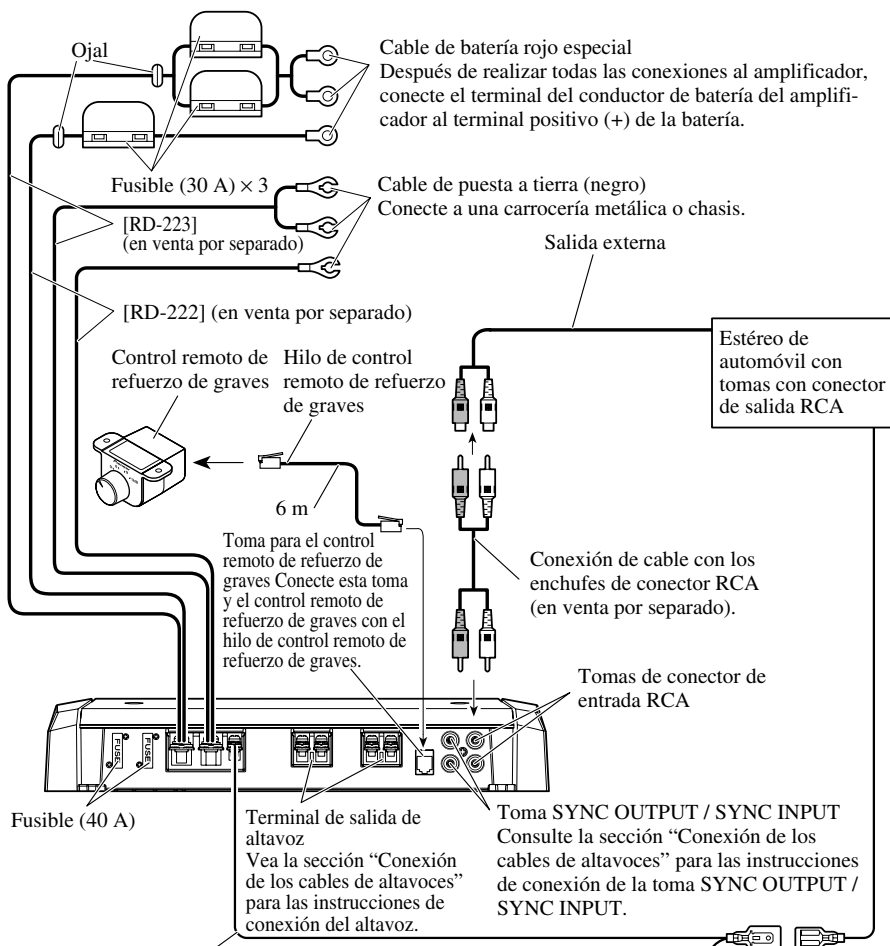 Ojal
Cable de batería rojo especial
Después de realizar todas las conexiones al amplificador,
conecte el terminal del conductor de batería del amplifi-
cador al terminal positivo (+) de la batería.
Fusible (30 A) × 3
Cable de puesta a tierra (negro)
Conecte a una carrocería metálica o chasis.
[RD-223]
(en venta por separado)
Salida externa
[RD-222] (en venta por separado)
Estéreo de
automóvil con
tomas con conector
de salida RCA
Control remoto de
refuerzo de graves
Hilo de control
remoto de refuerzo
de graves
6 m
Toma para el control
remoto de refuerzo de
graves Conecte esta toma
y el control remoto de
refuerzo de graves con el
hilo de control remoto de
refuerzo de graves.
Conexión de cable con los
enchufes de conector RCA
(en venta por separado).
Tomas de conector de
entrada RCA
FUSE
FUSE
Fusible (40 A)
Terminal de salida de
altavoz
Vea la sección “Conexión
de los cables de altavoces”
para las instrucciones de
conexión del altavoz.
Toma SYNC OUTPUT / SYNC INPUT
Consulte la sección “Conexión de los
cables de altavoces” para las instrucciones
de conexión de la toma SYNC OUTPUT /
SYNC INPUT.